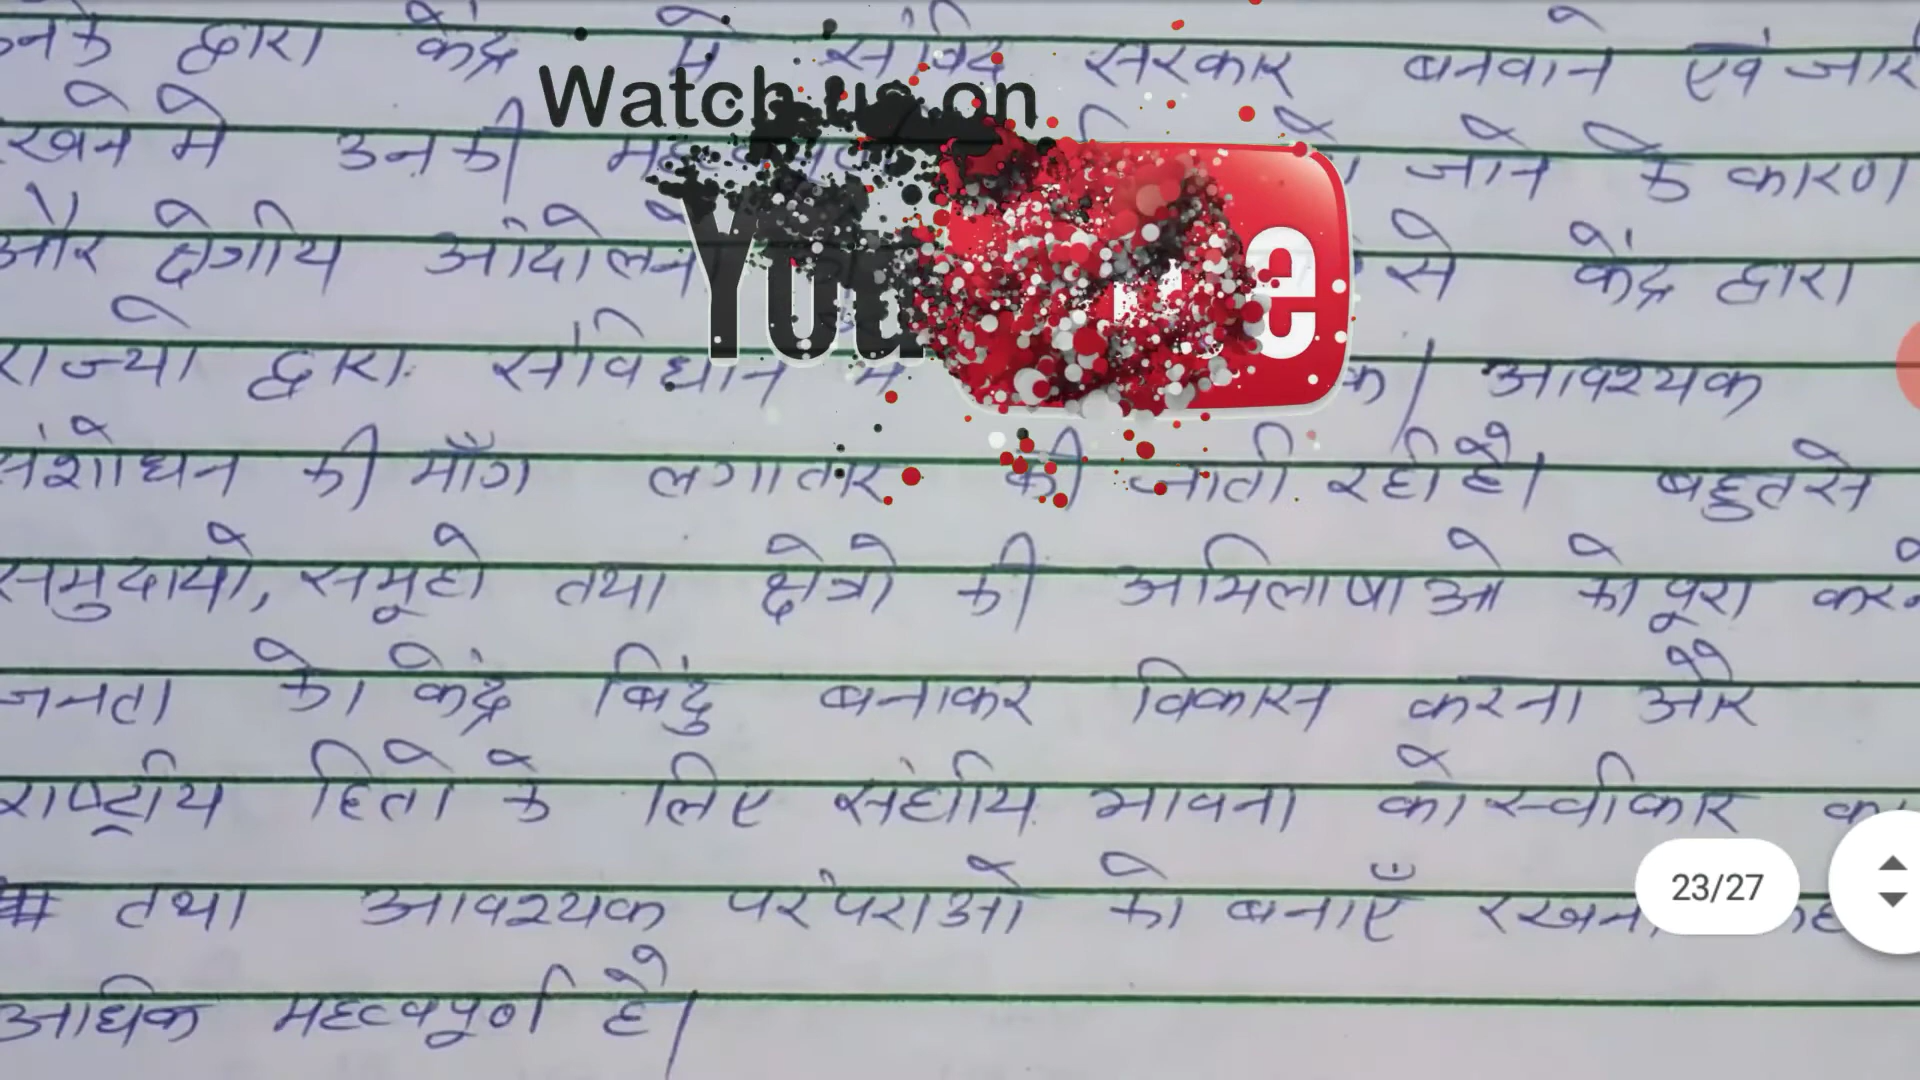 उनके द्वारा केंद्र में संविद सरकार बनवाने एवं जारी
Watch us on
रखने में उनकी जाने के कारण
You e
और क्षेत्रीय आंदोलनों से केंद्र द्वारा
राज्यो द्वारा संविधान में आवश्यक
संशोधन की माँग लगातार की जाती रही है। बहुत से
समुदायो, समूहो तथा क्षेत्रो की अभिलाषाओ को पूरा करने
जनता को केंद्र बिंदु बनाकर विकास करना और
राष्ट्रीय हितो के लिए संघीय भावना को स्वीकार
तथा आवश्यक परंपराओ को बनाएँ रखना
23/27
अधिक महत्वपूर्ण है।